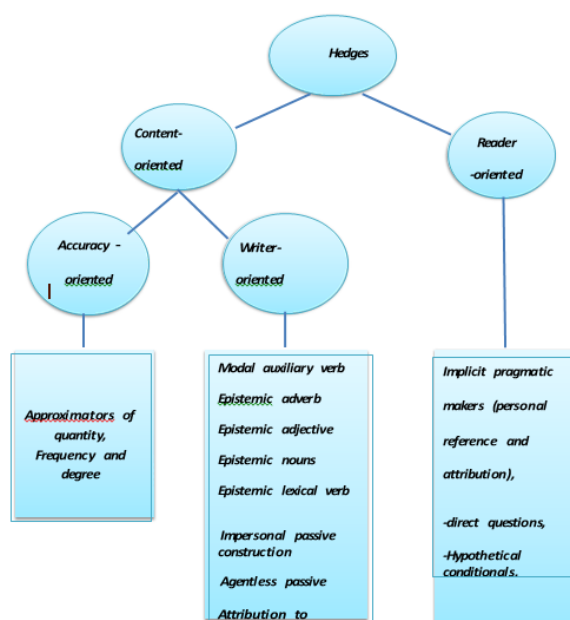 Hedges
Content-
oriented
Reader
-oriented
Accuracy -
oriented
Writer-
oriented
Approximators of
quantity,
Frequency and
degree
Modal auxiliary verb
Epistemic adverb
Epistemic adjective
Epistemic nouns
Epistemic lexical verb
Impersonal passive
construction
Agentless passive
Attribution to
Implicit pragmatic
makers (personal
reference and
attribution),
-direct questions,
-Hypothetical
conditionals.